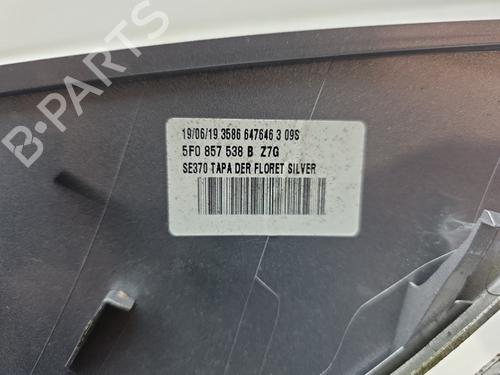 B-PARTS
19/06/19 3586 647646 3 09S
5F0 857 538 B Z7G
SE370 TAPA DER FLORET SILVER